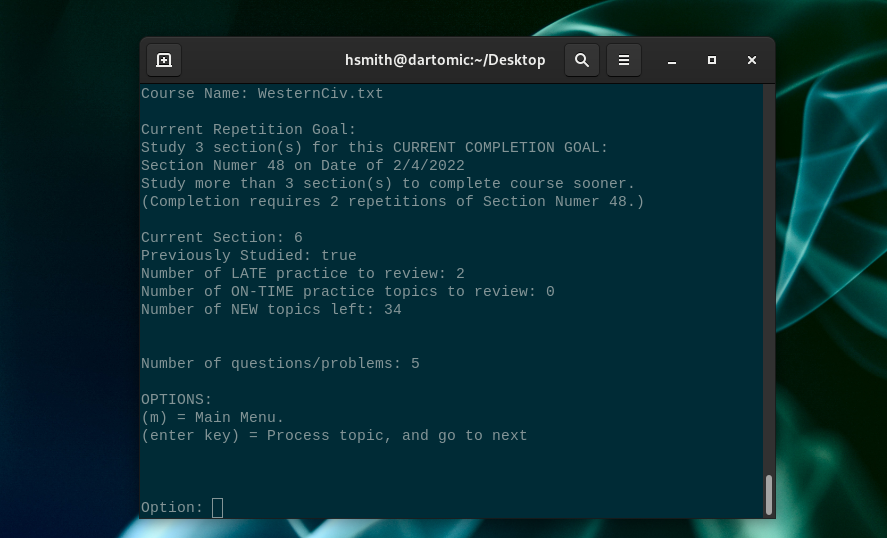 hsmith@dartomic:~/Desktop
Course Name: WesternCiv.txt
Current Repetition Goal:
Study 3 section(s) for this CURRENT COMPLETION GOAL:
Section Numer 48 on Date of 2/4/2022
Study more than 3 section(s) to complete course sooner.
(Completion requires 2 repetitions of Section Numer 48.)
Current Section: 6
Previously Studied: true
Number of LATE practice to review: 2
Number of ON-TIME practice topics to review: 0
Number of NEW topics left: 34
Number of questions/problems: 5
OPTIONS:
(m) = Main Menu.
(enter key) = Process topic, and go to next
Option: